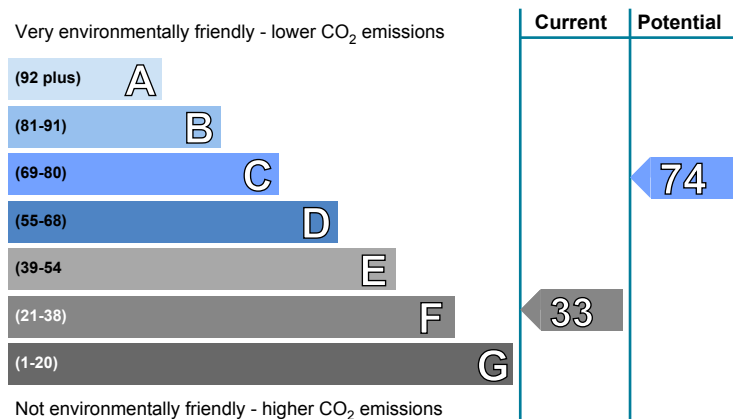 Current Potential
Very environmentally friendly - lower CO2 emissions
(92 plus) A
(81-91) B
(69-80) C
74
(55-68) D
(39-54 E
(21-38) F
33
(1-20) G
Not environmentally friendly - higher CO2 emissions